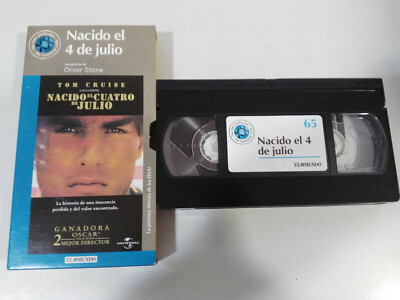 Nacido el
4 de julio
una película de
Oliver Stone
TOM CRUISE
NACIDO EL CUATRO
DE JULIO
La historia de una inocencia
perdida y del valor encontrado.
GANADORA
2 OSCAR
MEJOR DIRECTOR
UNIVERSAL
EL MUNDO
65
Nacido el 4
de julio
EL MUNDO